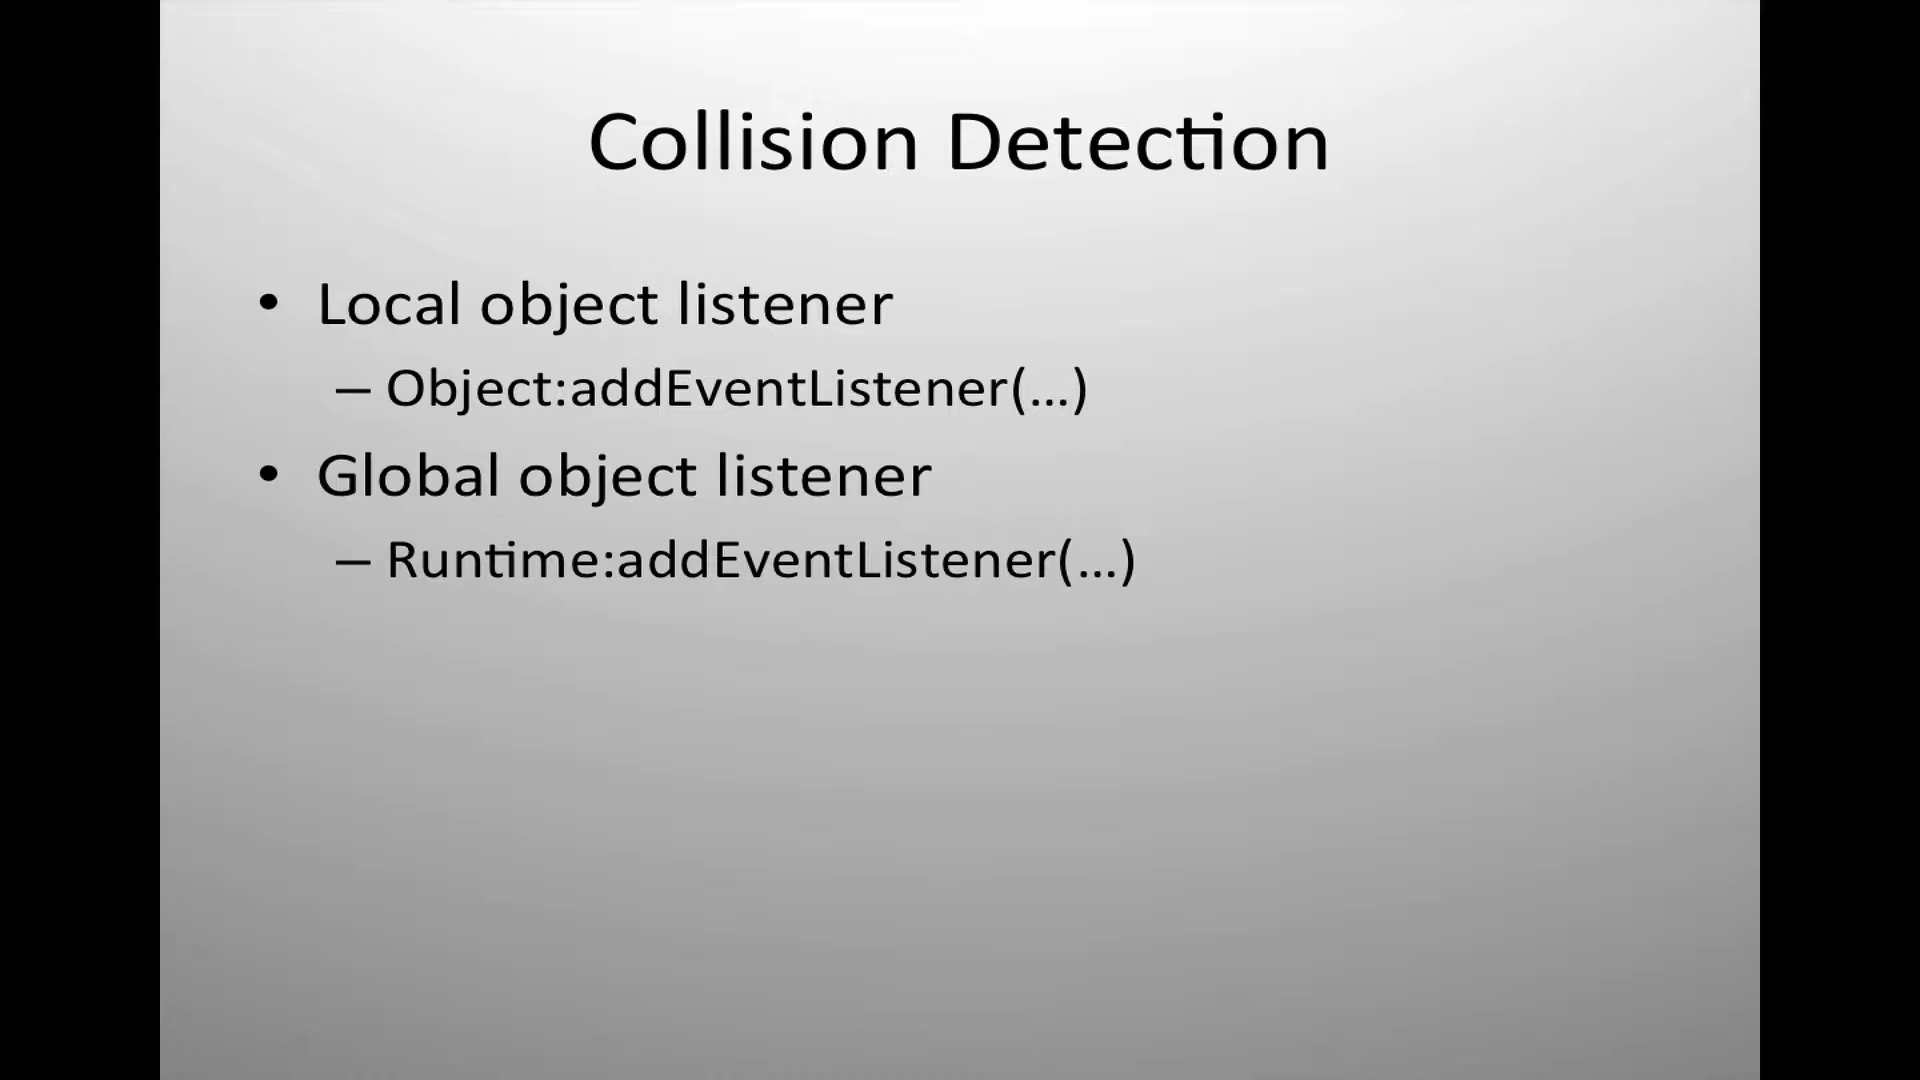 Collision Detection
• Local object listener
– Object:addEventListener(...)
• Global object listener
– Runtime:addEventListener(...)